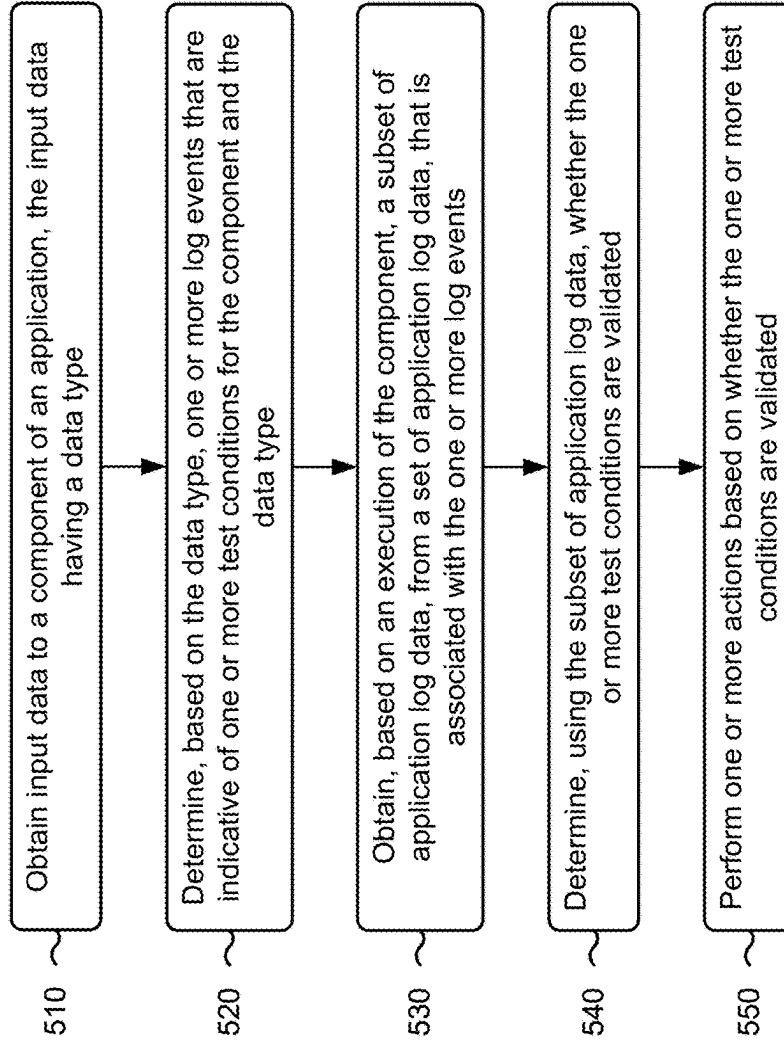 510
Obtain input data to a component of an application, the input data
having a data type
520
Determine, based on the data type, one or more log events that are
indicative of one or more test conditions for the component and the
data type
530
Obtain, based on an execution of the component, a subset of
application log data, from a set of application log data, that is
associated with the one or more log events
540
Determine, using the subset of application log data, whether the one
or more test conditions are validated
550
Perform one or more actions based on whether the one or more test
conditions are validated